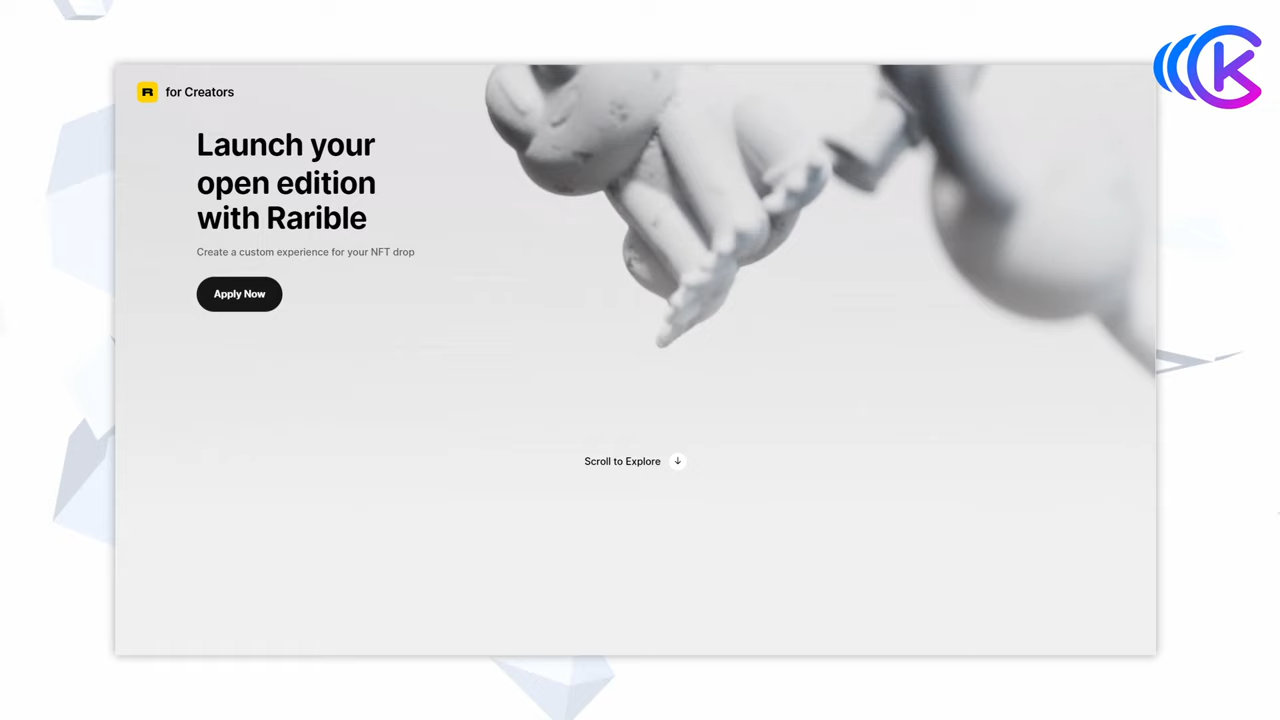 for Creators
Launch your
open edition
with Rarible
Create a custom experience for your NFT drop
Apply Now
Scroll to Explore